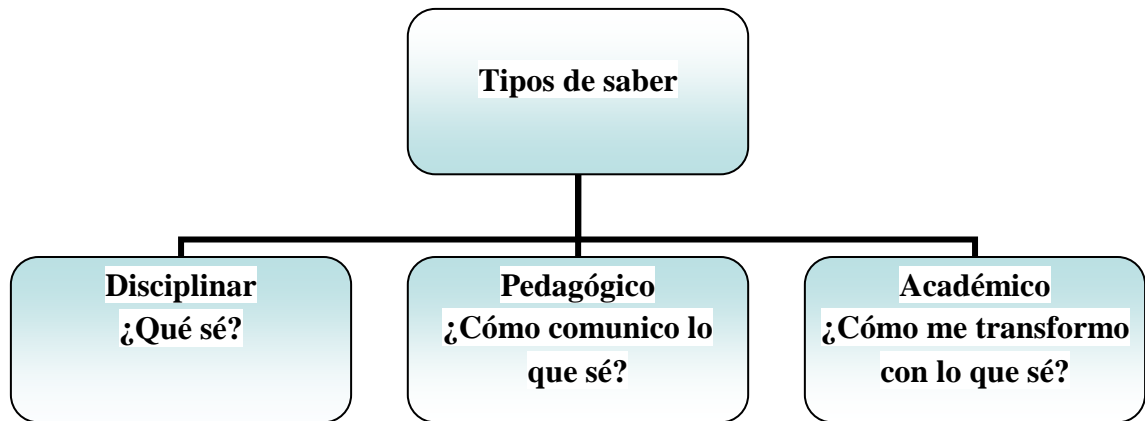 Tipos de saber
Disciplinar
¿Qué sé?
Pedagógico
¿Cómo comunico lo
que sé?
Académico
¿Cómo me transformo
con lo que sé?